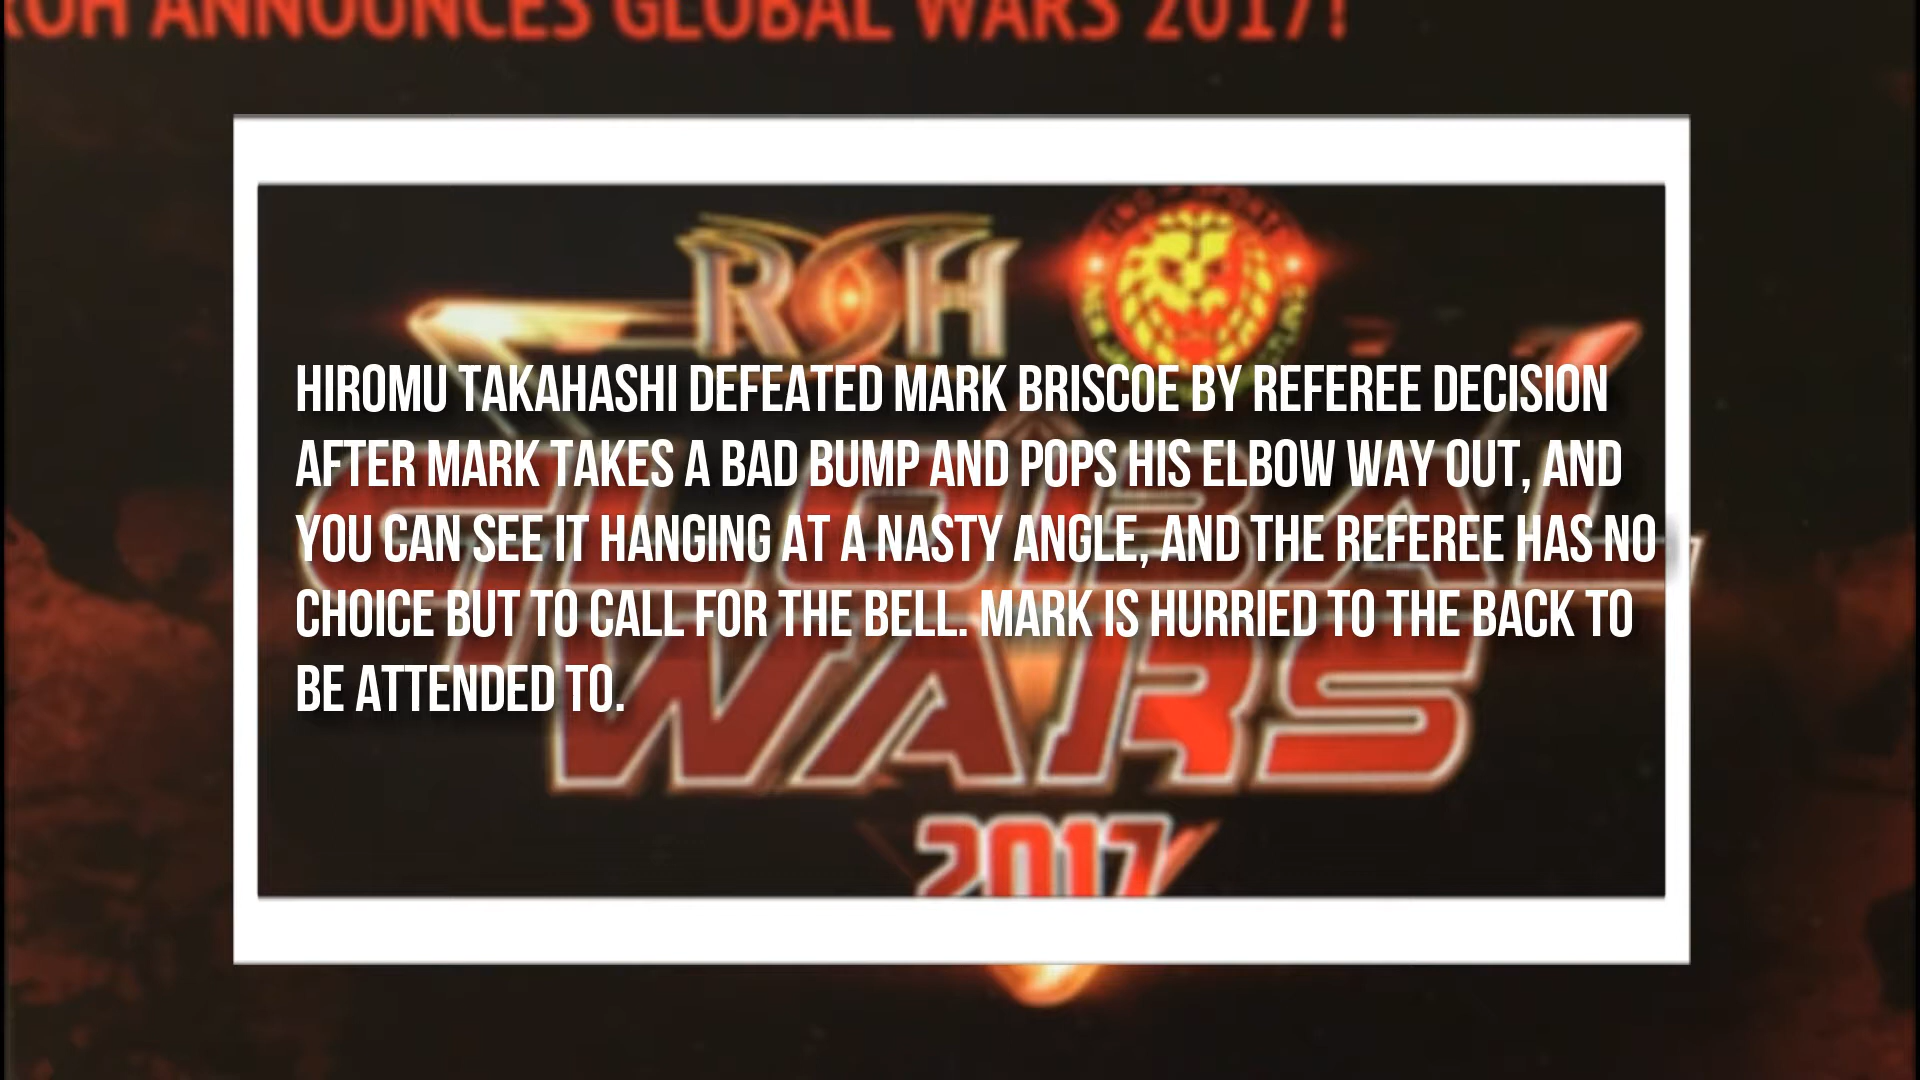 ROH ANNOUNCES GLOBAL WARS 2017!
ROH
HIROMU TAKAHASHI DEFEATED MARK BRISCOE BY REFEREE DECISION
AFTER MARK TAKES A BAD BUMP AND POPS HIS ELBOW WAY OUT, AND
YOU CAN SEE IT HANGING AT A NASTY ANGLE, AND THE REFEREE HAS NO
CHOICE BUT TO CALL FOR THE BELL. MARK IS HURRIED TO THE BACK TO
BE ATTENDED TO.
GLOBAL
WARS
2017